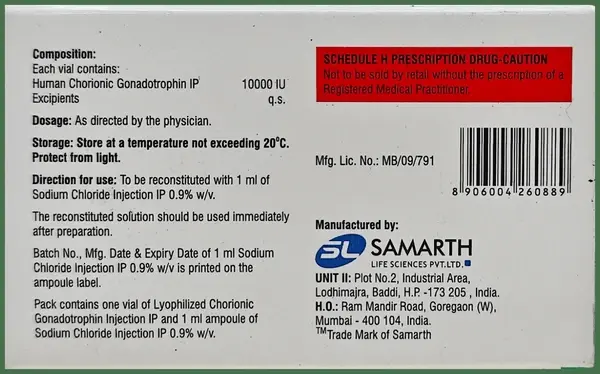 Composition:
Each vial contains:
Human Chorionic Gonadotrophin IP 10000 IU
Excipients q.s.
Dosage: As directed by the physician.
Storage: Store at a temperature not exceeding 20°C.
Protect from light.
Direction for use: To be reconstituted with 1 ml of
Sodium Chloride Injection IP 0.9% w/v.
The reconstituted solution should be used immediately
after preparation.
Batch No., Mfg. Date & Expiry Date of 1 ml Sodium
Chloride Injection IP 0.9% w/v is printed on the
ampoule label.
Pack contains one vial of Lyophilized Chorionic
Gonadotrophin Injection IP and 1 ml ampoule of
Sodium Chloride Injection IP 0.9% w/v.
SCHEDULE H PRESCRIPTION DRUG-CAUTION
Not to be sold by retail without the prescription of a
Registered Medical Practitioner.
Mfg. Lic. No.: MB/09/791
8 906004 260889
Manufactured by:
SL SAMARTH
LIFE SCIENCES PVT.LTD.
UNIT II: Plot No.2, Industrial Area,
Lodhimajra, Baddi, H.P. -173 205 , India.
H.O.: Ram Mandir Road, Goregaon (W),
Mumbai - 400 104, India.
™Trade Mark of Samarth